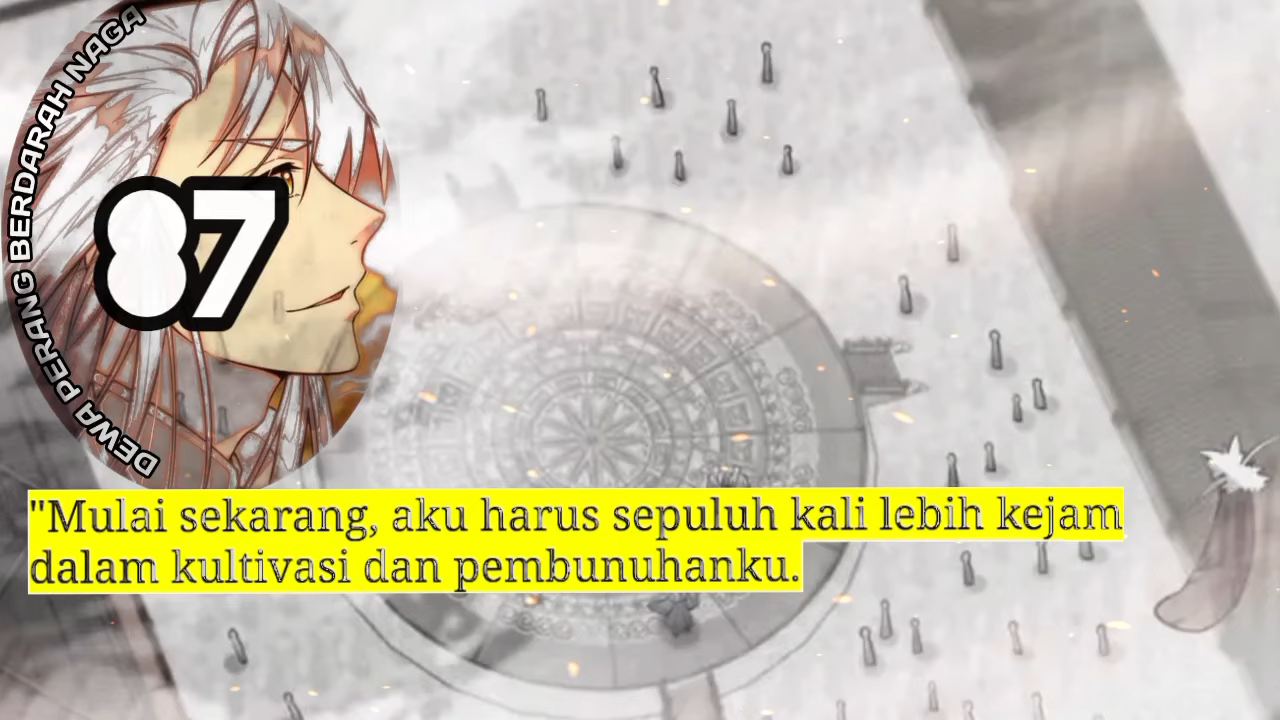 DEWA PERANG BERDARAH NAGA
87
"Mulai sekarang, aku harus sepuluh kali lebih kejam
dalam kultivasi dan pembunuhanku.